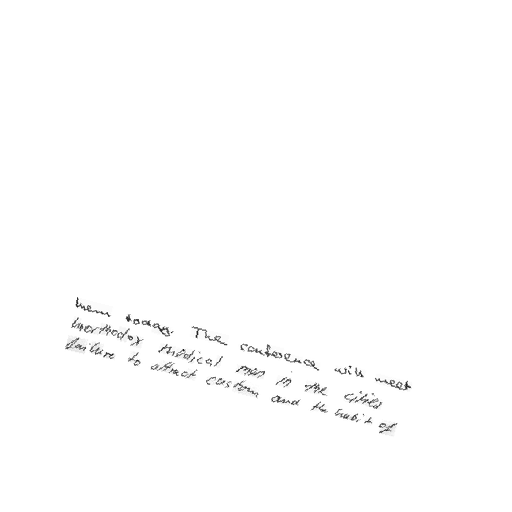 them today. The conference will meet
unorthodox medical men in the cities
failure to attract custom and the habit of